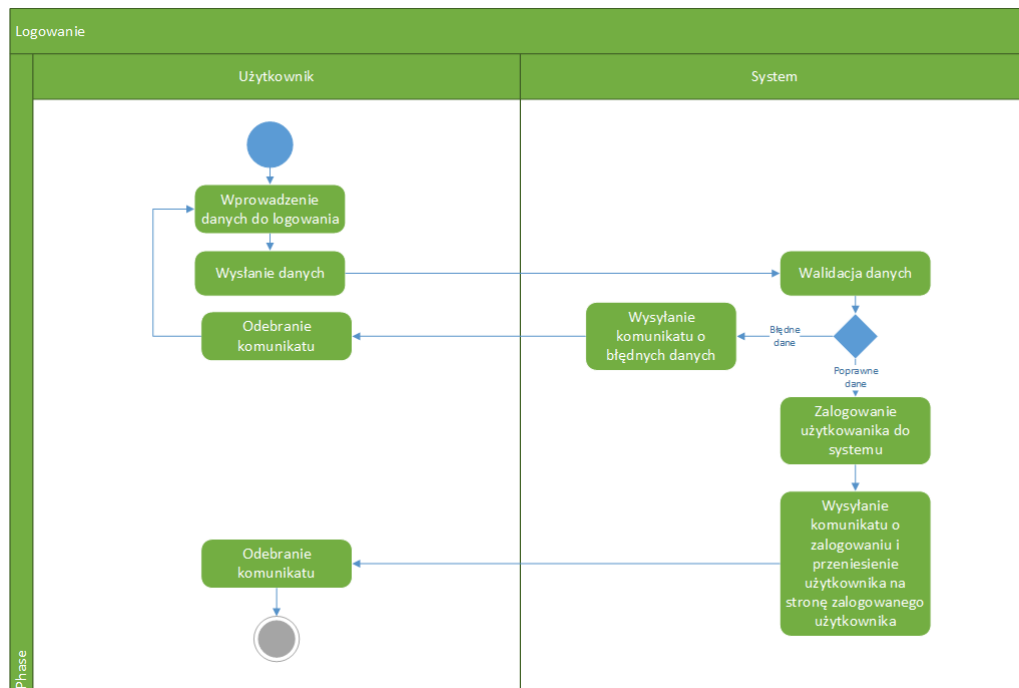 Logowanie
Użytkownik
System
Wprowadzenie
danych do logowania
Wysłanie danych
Walidacja danych
Odebranie
komunikatu
Wysyłanie
komunikatu o
błędnych danych
Błędne
dane
Poprawne
dane
Zalogowanie
użytkowanika do
systemu
Odebranie
komunikatu
Wysyłanie
komunikatu o
zalogowaniu i
przeniesienie
użytkownika na
stronę zalogowanego
użytkownika
Phase